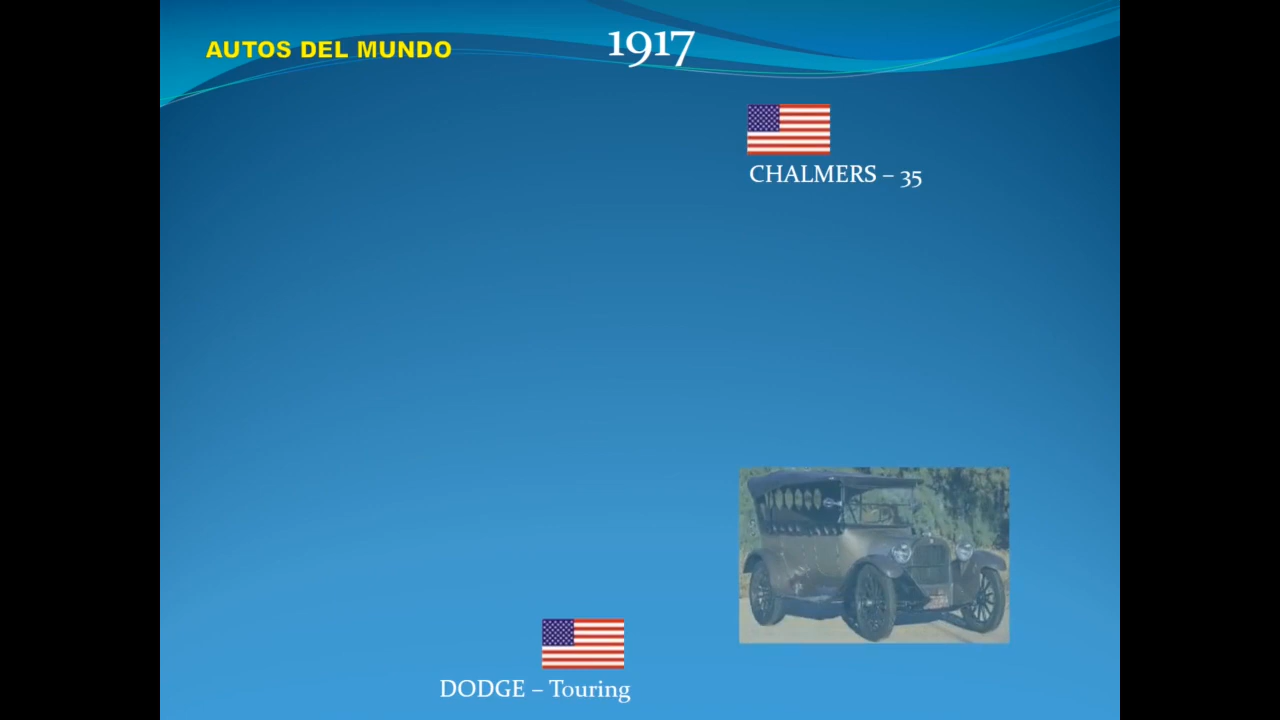 AUTOS DEL MUNDO
1917
CHALMERS – 35
DODGE – Touring